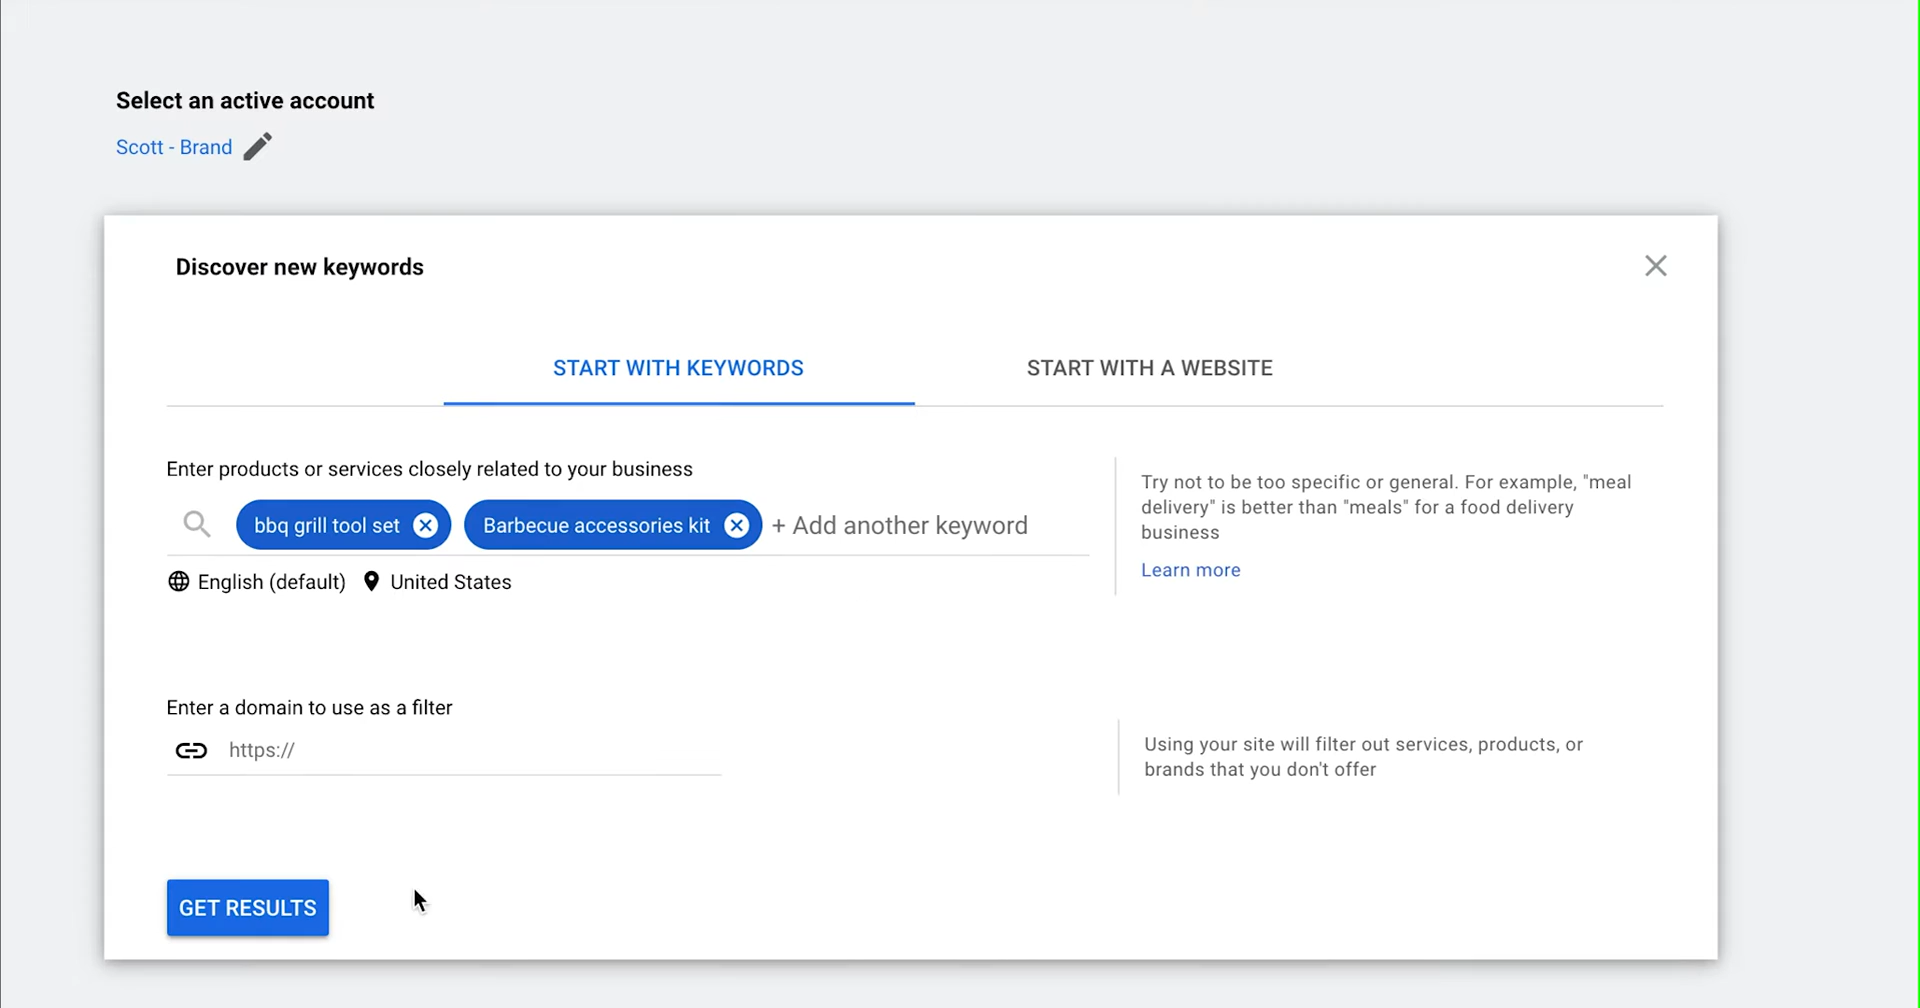 Select an active account
Scott - Brand
Discover new keywords
START WITH KEYWORDS
START WITH A WEBSITE
Enter products or services closely related to your business
bbq grill tool set
Barbecue accessories kit
+ Add another keyword
English (default)
United States
Try not to be too specific or general. For example, "meal
delivery" is better than "meals" for a food delivery
business
Learn more
Enter a domain to use as a filter
https://
Using your site will filter out services, products, or
brands that you don't offer
GET RESULTS